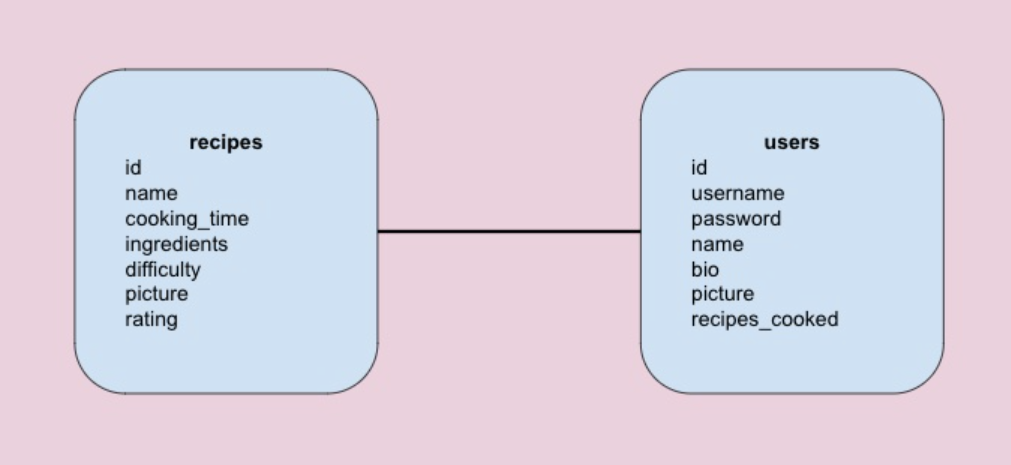 recipes
id
name
cooking_time
ingredients
difficulty
picture
rating
users
id
username
password
name
bio
picture
recipes_cooked